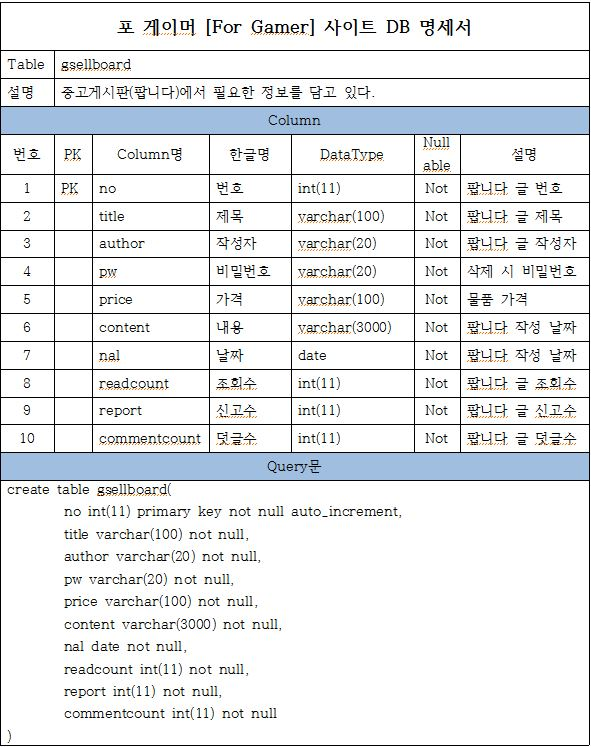 포 게이머 [For Gamer] 사이트 DB 명세서
Table gsellboard
설명 중고게시판(팝니다)에서 필요한 정보를 담고 있다.
Column
번호 PK Column명 한글명 DataType Null able 설명
1 PK no 번호 int(11) Not 팝니다 글 번호
2 title 제목 varchar(100) Not 팝니다 글 제목
3 author 작성자 varchar(20) Not 팝니다 글 작성자
4 pw 비밀번호 varchar(20) Not 삭제 시 비밀번호
5 price 가격 varchar(100) Not 물품 가격
6 content 내용 varchar(3000) Not 팝니다 작성 날짜
7 nal 날짜 date Not 팝니다 작성 날짜
8 readcount 조회수 int(11) Not 팝니다 글 조회수
9 report 신고수 int(11) Not 팝니다 글 신고수
10 commentcount 덧글수 int(11) Not 팝니다 글 덧글수
Query문
create table gsellboard(
no int(11) primary key not null auto_increment,
title varchar(100) not null,
author varchar(20) not null,
pw varchar(20) not null,
price varchar(100) not null,
content varchar(3000) not null,
nal date not null,
readcount int(11) not null,
report int(11) not null,
commentcount int(11) not null
)